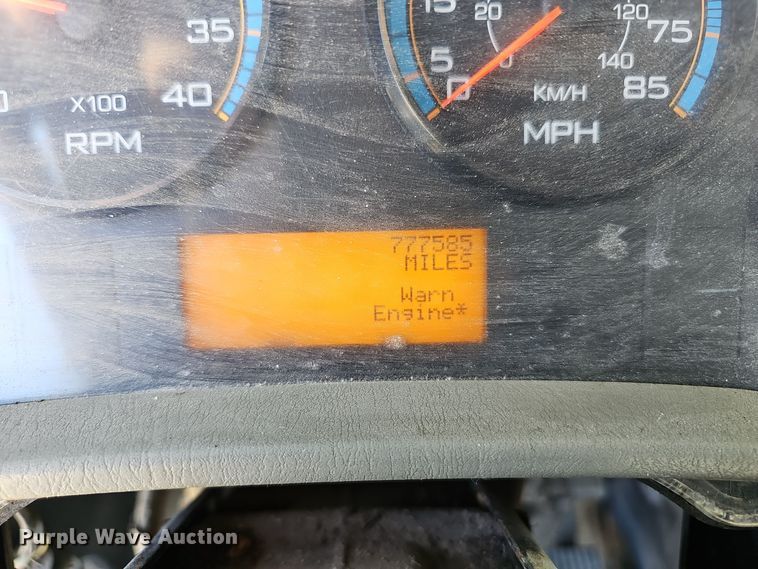 35
40
X100
RPM
15
5
0
20
0
120
140
75
85
KM/H
MPH
777585
MILES
Warn
Engine*
Purple Wave Auction